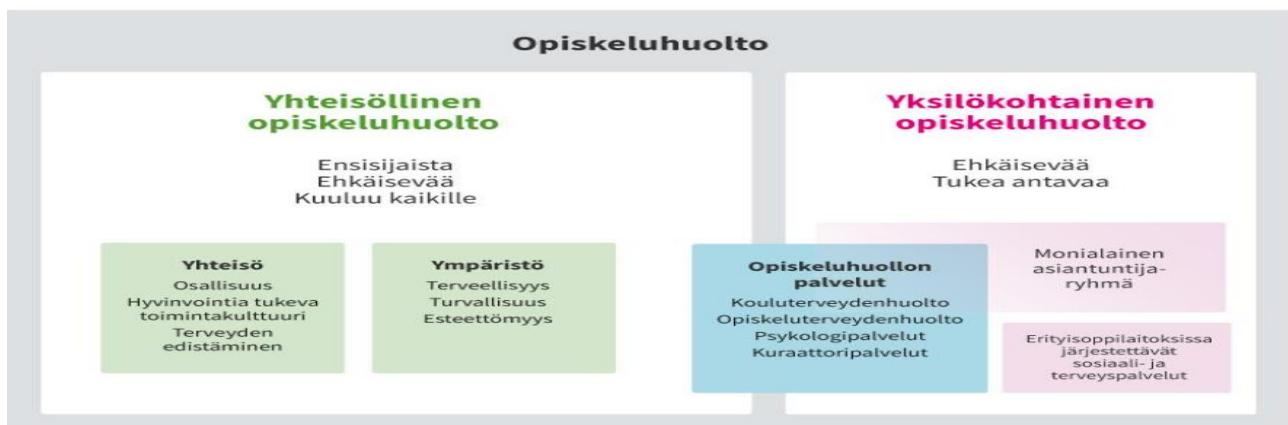 Opiskeluhuolto
Yhteisöllinen
opiskeluhuolto
Ensisijaista
Ehkäisevää
Kuuluu kaikille
Yhteisö
Osallisuus
Hyvinvointia tukeva
toimintakulttuuri
Terveyden
edistäminen
Ympäristö
Terveellisyys
Turvallisuus
Esteettömyys
Yksilökohtainen
opiskeluhuolto
Ehkäisevää
Tukea antavaa
Opiskeluhuollon
palvelut
Kouluterveydenhuolto
Opiskeluterveydenhuolto
Psykologipalvelut
Kuraattoripalvelut
Monialainen
asiantuntija-
ryhmä
Erityisoppilaitoksissa
järjestettävät
sosiaali- ja
terveyspalvelut